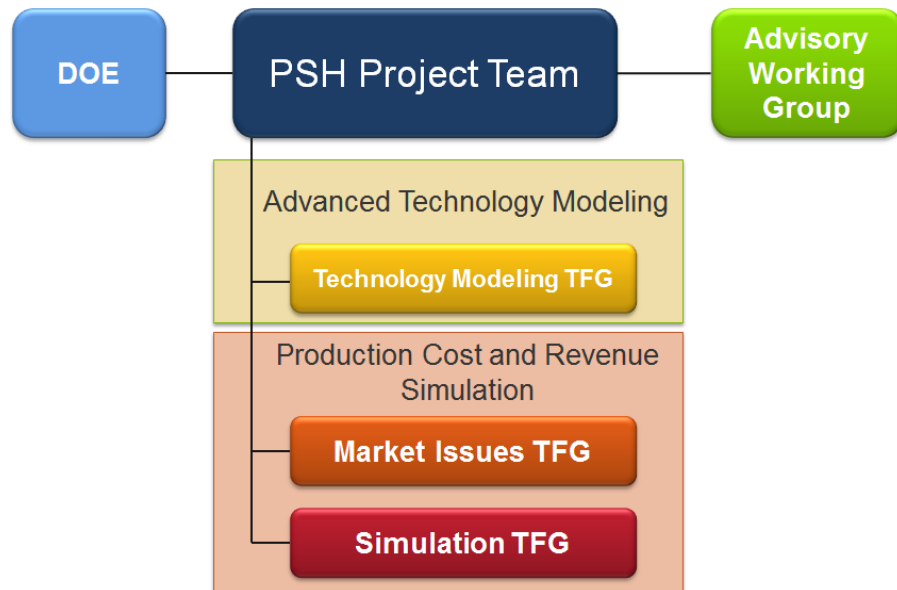 DOE
PSH Project Team
Advisory
Working
Group
Advanced Technology Modeling
Technology Modeling TFG
Production Cost and Revenue
Simulation
Market Issues TFG
Simulation TFG